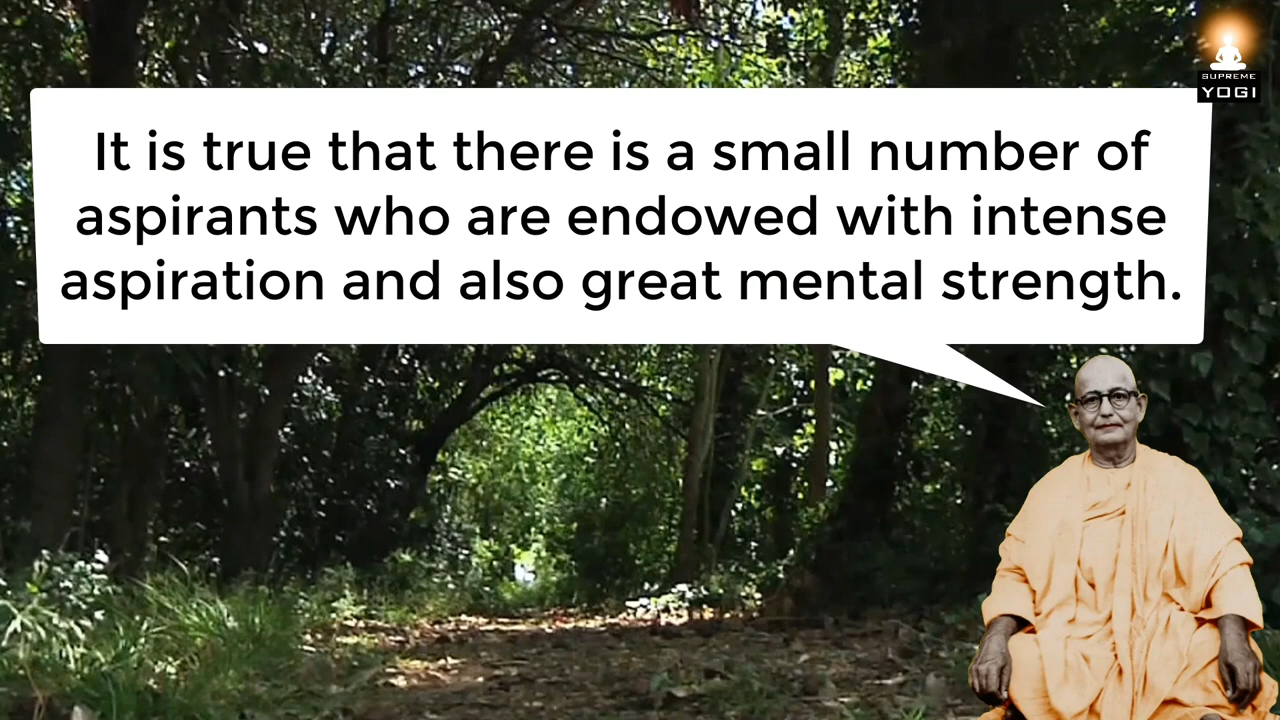 SUPREME
YOGI
It is true that there is a small number of
aspirants who are endowed with intense
aspiration and also great mental strength.